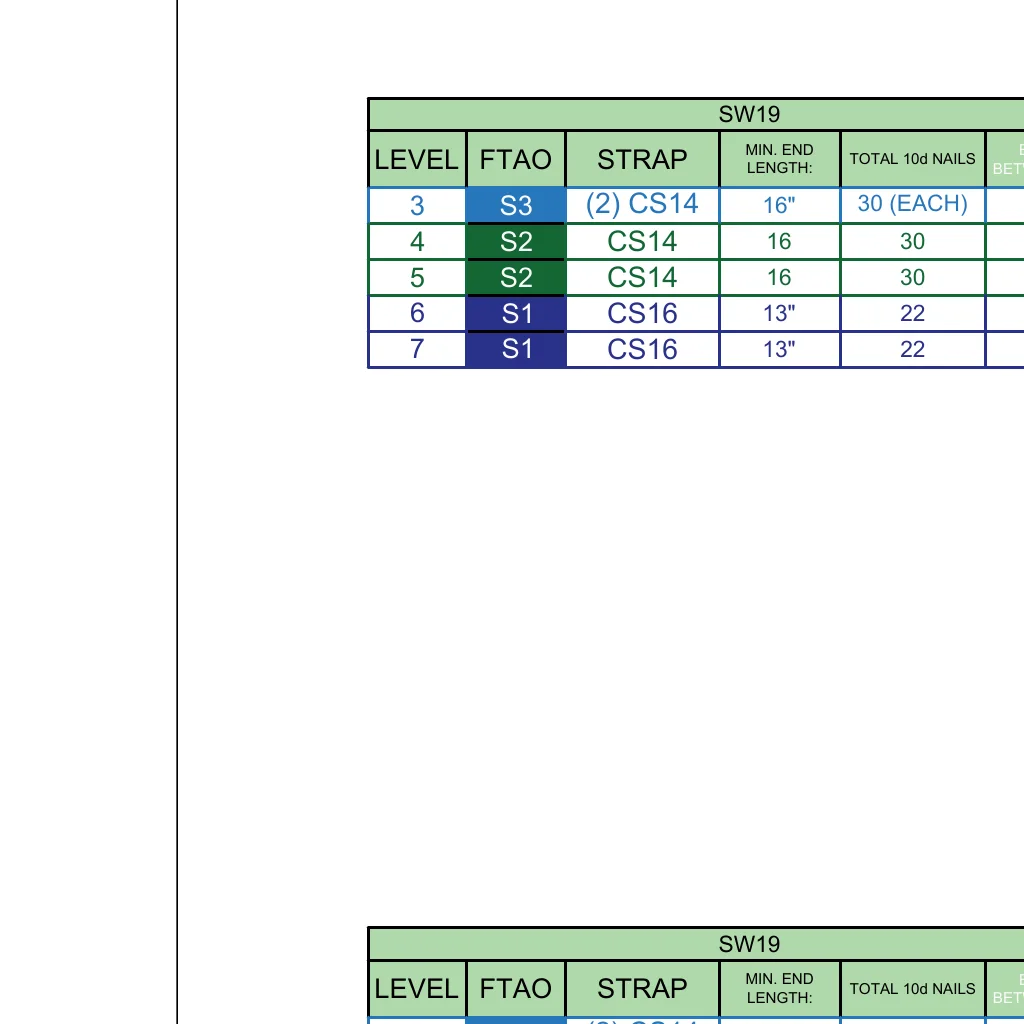 SW19
LEVEL FTAO STRAP MIN. END LENGTH: TOTAL 10d NAILS
3 S3 (2) CS14 16" 30 (EACH)
4 S2 CS14 16 30
5 S2 CS14 16 30
6 S1 CS16 13" 22
7 S1 CS16 13" 22
SW19
LEVEL FTAO STRAP MIN. END LENGTH: TOTAL 10d NAILS